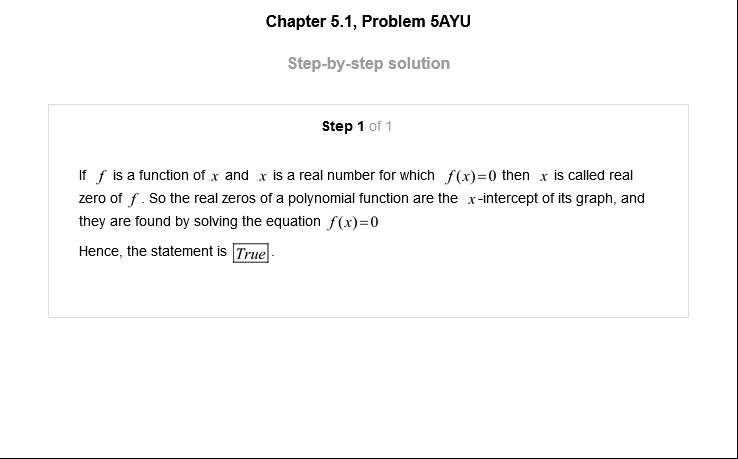 Chapter 5.1, Problem 5AYU
Step-by-step solution
Step 1 of 1
If f is a function of x and x is a real number for which f(x)=0 then x is called real
zero of f. So the real zeros of a polynomial function are the x-intercept of its graph, and
they are found by solving the equation f(x)=0
Hence, the statement is True.